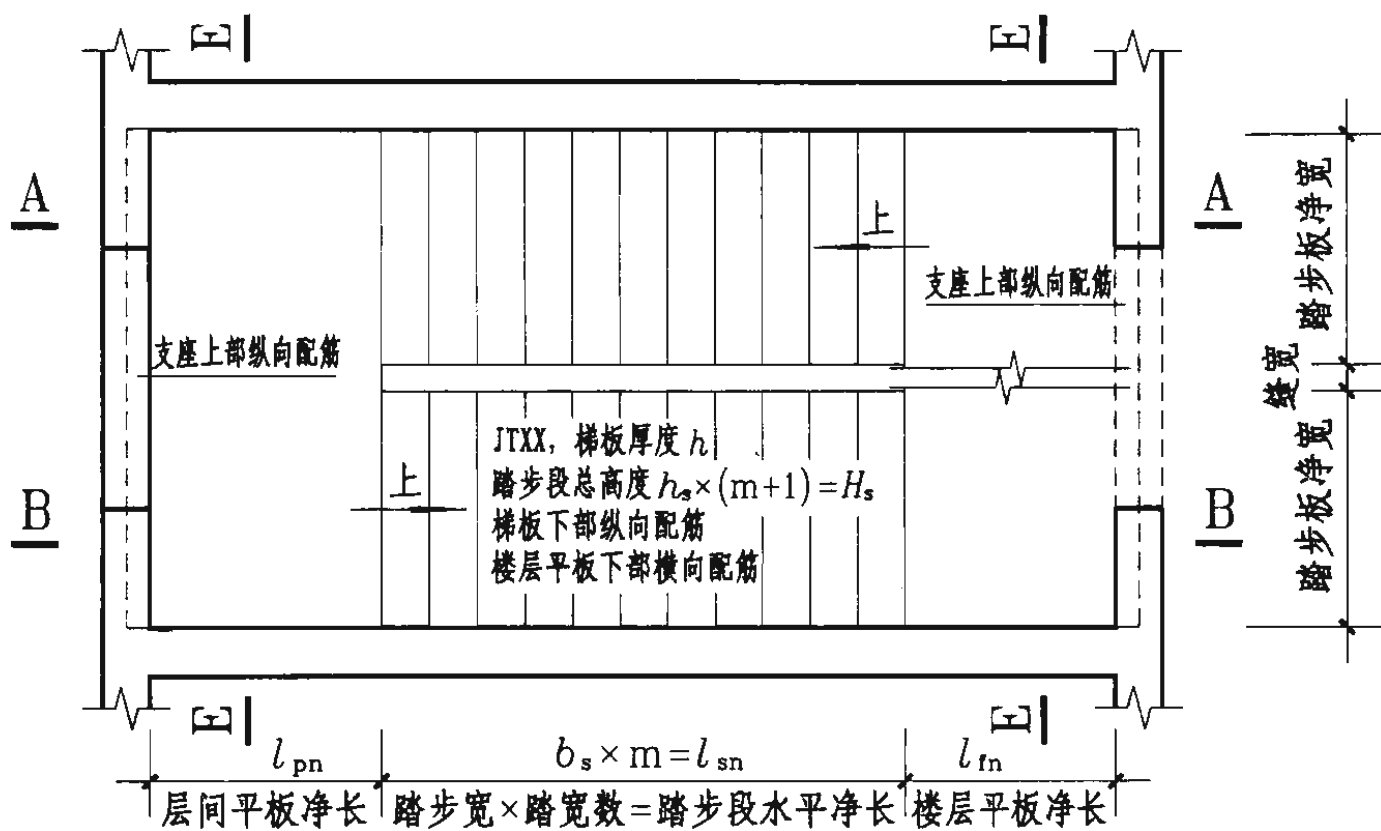 E E
A A
上
支座上部纵向配筋
支座上部纵向配筋
踏步板净宽
缝宽
踏步板净宽
JTXX, 梯板厚度 h
踏步段总高度 hₛ×(m+1)=Hₛ
梯板下部纵向配筋
楼层平板下部横向配筋
上
B B
E E
lpn bₛ×m=lsn lfn
层间平板净长 踏步宽×踏宽数=踏步段水平净长 楼层平板净长